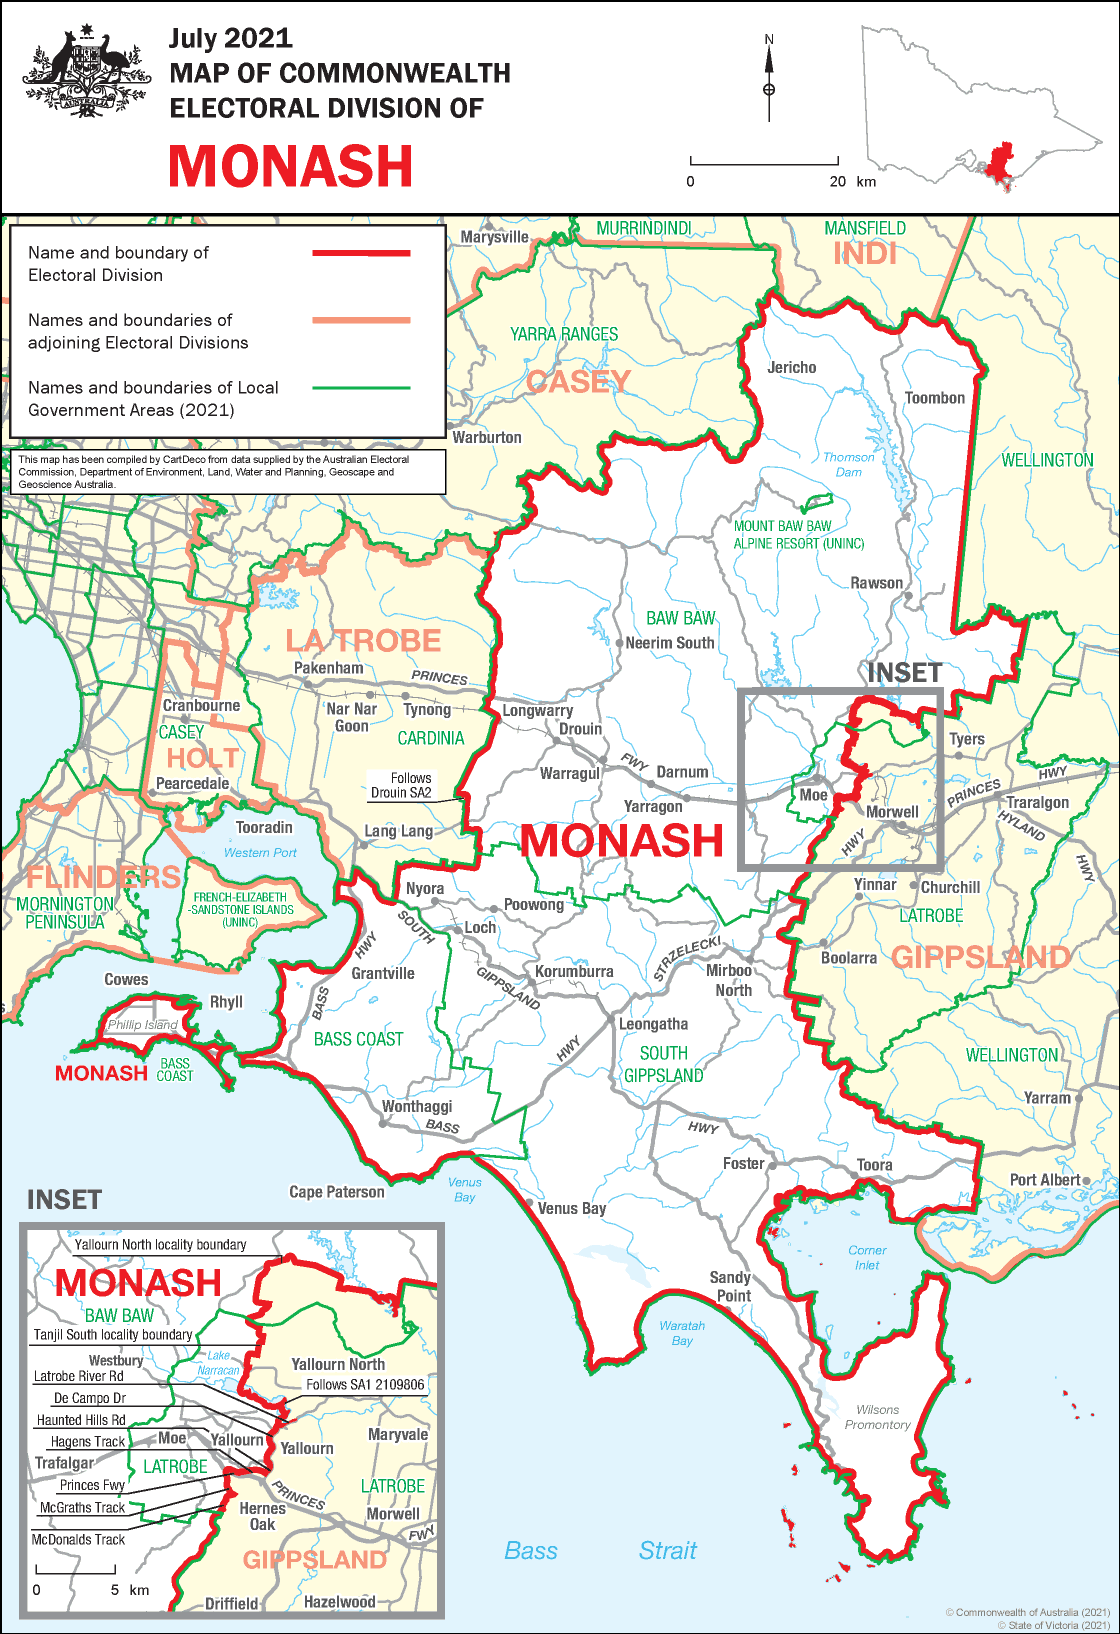 July 2021
MAP OF COMMONWEALTH
ELECTORAL DIVISION OF
MONASH
AUSTRALIA
N
0 20 km
Name and boundary of
Electoral Division
Names and boundaries of
adjoining Electoral Divisions
Names and boundaries of Local
Government Areas (2021)
This map has been compiled by CartDeco from data supplied by the Australian Electoral
Commission, Department of Environment, Land, Water and Planning, Geoscape and
Geoscience Australia.
Marysville
MURRINDINDI
MANSFIELD
INDI
YARRA RANGES
CASEY
Jericho
Toombon
Warburton
Thomson
Dam
WELLINGTON
MOUNT BAW BAW
ALPINE RESORT (UNINC)
Rawson
BAW BAW
Neerim South
LA TROBE
Pakenham
PRINCES
INSET
Cranbourne
Nar Nar
Goon
Tynong
Longwarry
CASEY
CARDINIA
Drouin
Tyers
HOLT
Follows
Drouin SA2
Warragul
FWY
Darnum
Pearcedale
Yarragon
Moe
Morwell
PRINCES
HWY
Traralgon
HYLAND
HWY
HWY
Tooradin
Lang Lang
MONASH
Western Port
FLINDERS
MORNINGTON
PENINSULA
FRENCH-ELIZABETH
-SANDSTONE ISLANDS
(UNINC)
Nyora
Poowong
Yinnar
Churchill
LATROBE
SOUTH
Loch
HWY
Grantville
GIPPSLAND
Korumburra
STRZELECKI
Mirboo
North
Boolarra
GIPPSLAND
Cowes
Rhyll
BASS
Phillip Island
BASS COAST
Leongatha
HWY
SOUTH
GIPPSLAND
WELLINGTON
MONASH
BASS
COAST
Wonthaggi
BASS
HWY
Yarram
Foster
Toora
Port Albert
Cape Paterson
Venus
Bay
Venus Bay
Corner
Inlet
Sandy
Point
Waratah
Bay
Wilsons
Promontory
Bass Strait
INSET
Yallourn North locality boundary
MONASH
BAW BAW
Tanjil South locality boundary
Westbury
Lake
Narracan
Yallourn North
Latrobe River Rd
Follows SA1 2109806
De Campo Dr
Haunted Hills Rd
Hagens Track
Moe
Yallourn
Yallourn
Maryvale
Trafalgar
LATROBE
Princes Fwy
PRINCES
LATROBE
McGraths Track
Hernes
Oak
Morwell
FWY
McDonalds Track
GIPPSLAND
0 5 km
Driffield
Hazelwood
© Commonwealth of Australia (2021)
© State of Victoria (2021)